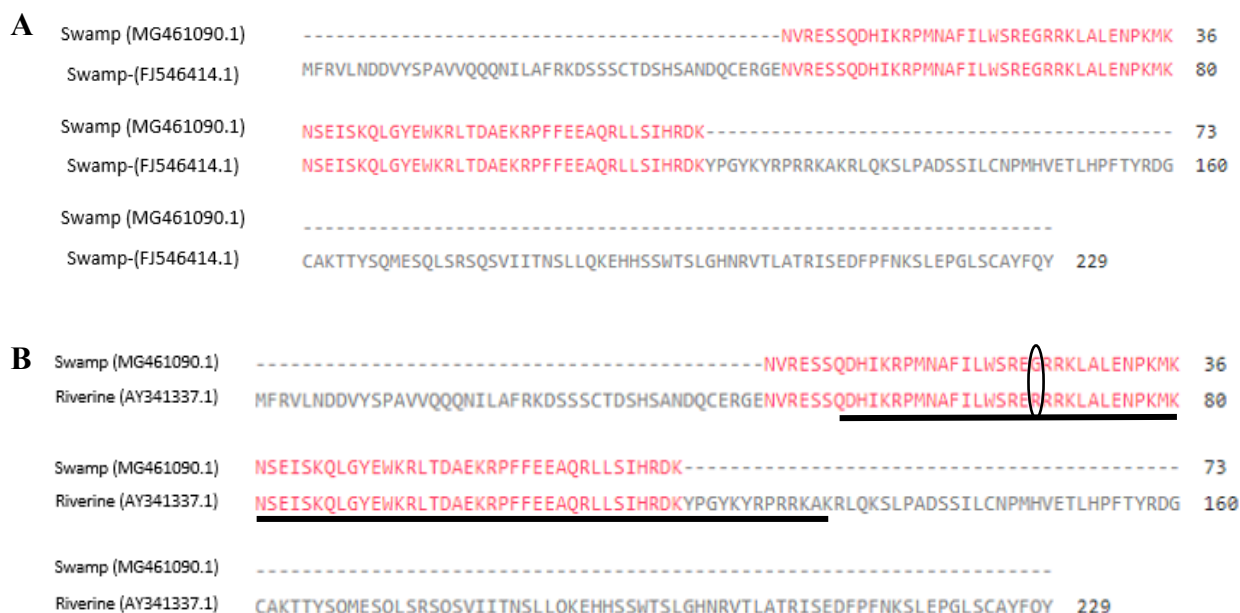 A
Swamp (MG461090.1) --------------------------------------------NVRESSQDHIKRPMNAFILWSREGRRKLALENPKMK 36
Swamp-(FJ546414.1) MFRVLNDDVYSPAVVQQQNILAFRKDSSSCTDSHSANDQCERGENVRESSQDHIKRPMNAFILWSREGRRKLALENPKMK 80
Swamp (MG461090.1) NSEISKQLGYEWKRLTDAEKRPFFEEAQRLLSIHRDK------------------------------------------- 73
Swamp-(FJ546414.1) NSEISKQLGYEWKRLTDAEKRPFFEEAQRLLSIHRDKYPGYKYRPRRKAKRLQKSLPADSSILCNPMHVETLHPFTYRDG 160
Swamp (MG461090.1) ---------------------------------------------------------------------
Swamp-(FJ546414.1) CAKTTYSQMESQLSRSQSVIITNSLLQKEHHSSWTSLGHNRVTLATRISEDFPFNKSLEPGLSCAYFQY 229
B
Swamp (MG461090.1) --------------------------------------------NVRESSQDHIKRPMNAFILWSREGRRKLALENPKMK 36
Riverine (AY341337.1) MFRVLNDDVYSPAVVQQQNILAFRKDSSSCTDSHSANDQCERGENVRESSQDHIKRPMNAFILWSRERRRKLALENPKMK 80
Swamp (MG461090.1) NSEISKQLGYEWKRLTDAEKRPFFEEAQRLLSIHRDK------------------------------------------- 73
Riverine (AY341337.1) NSEISKQLGYEWKRLTDAEKRPFFEEAQRLLSIHRDKYPGYKYRPRRKAKRLQKSLPADSSILCNPMHVETLHPFTYRDG 160
Swamp (MG461090.1) ---------------------------------------------------------------------
Riverine (AY341337.1) CAKTTYSQMESQLSRSQSVIITNSLLQKEHHSSWTSLGHNRVTLATRISEDFPFNKSLEPGLSCAYFQY 229